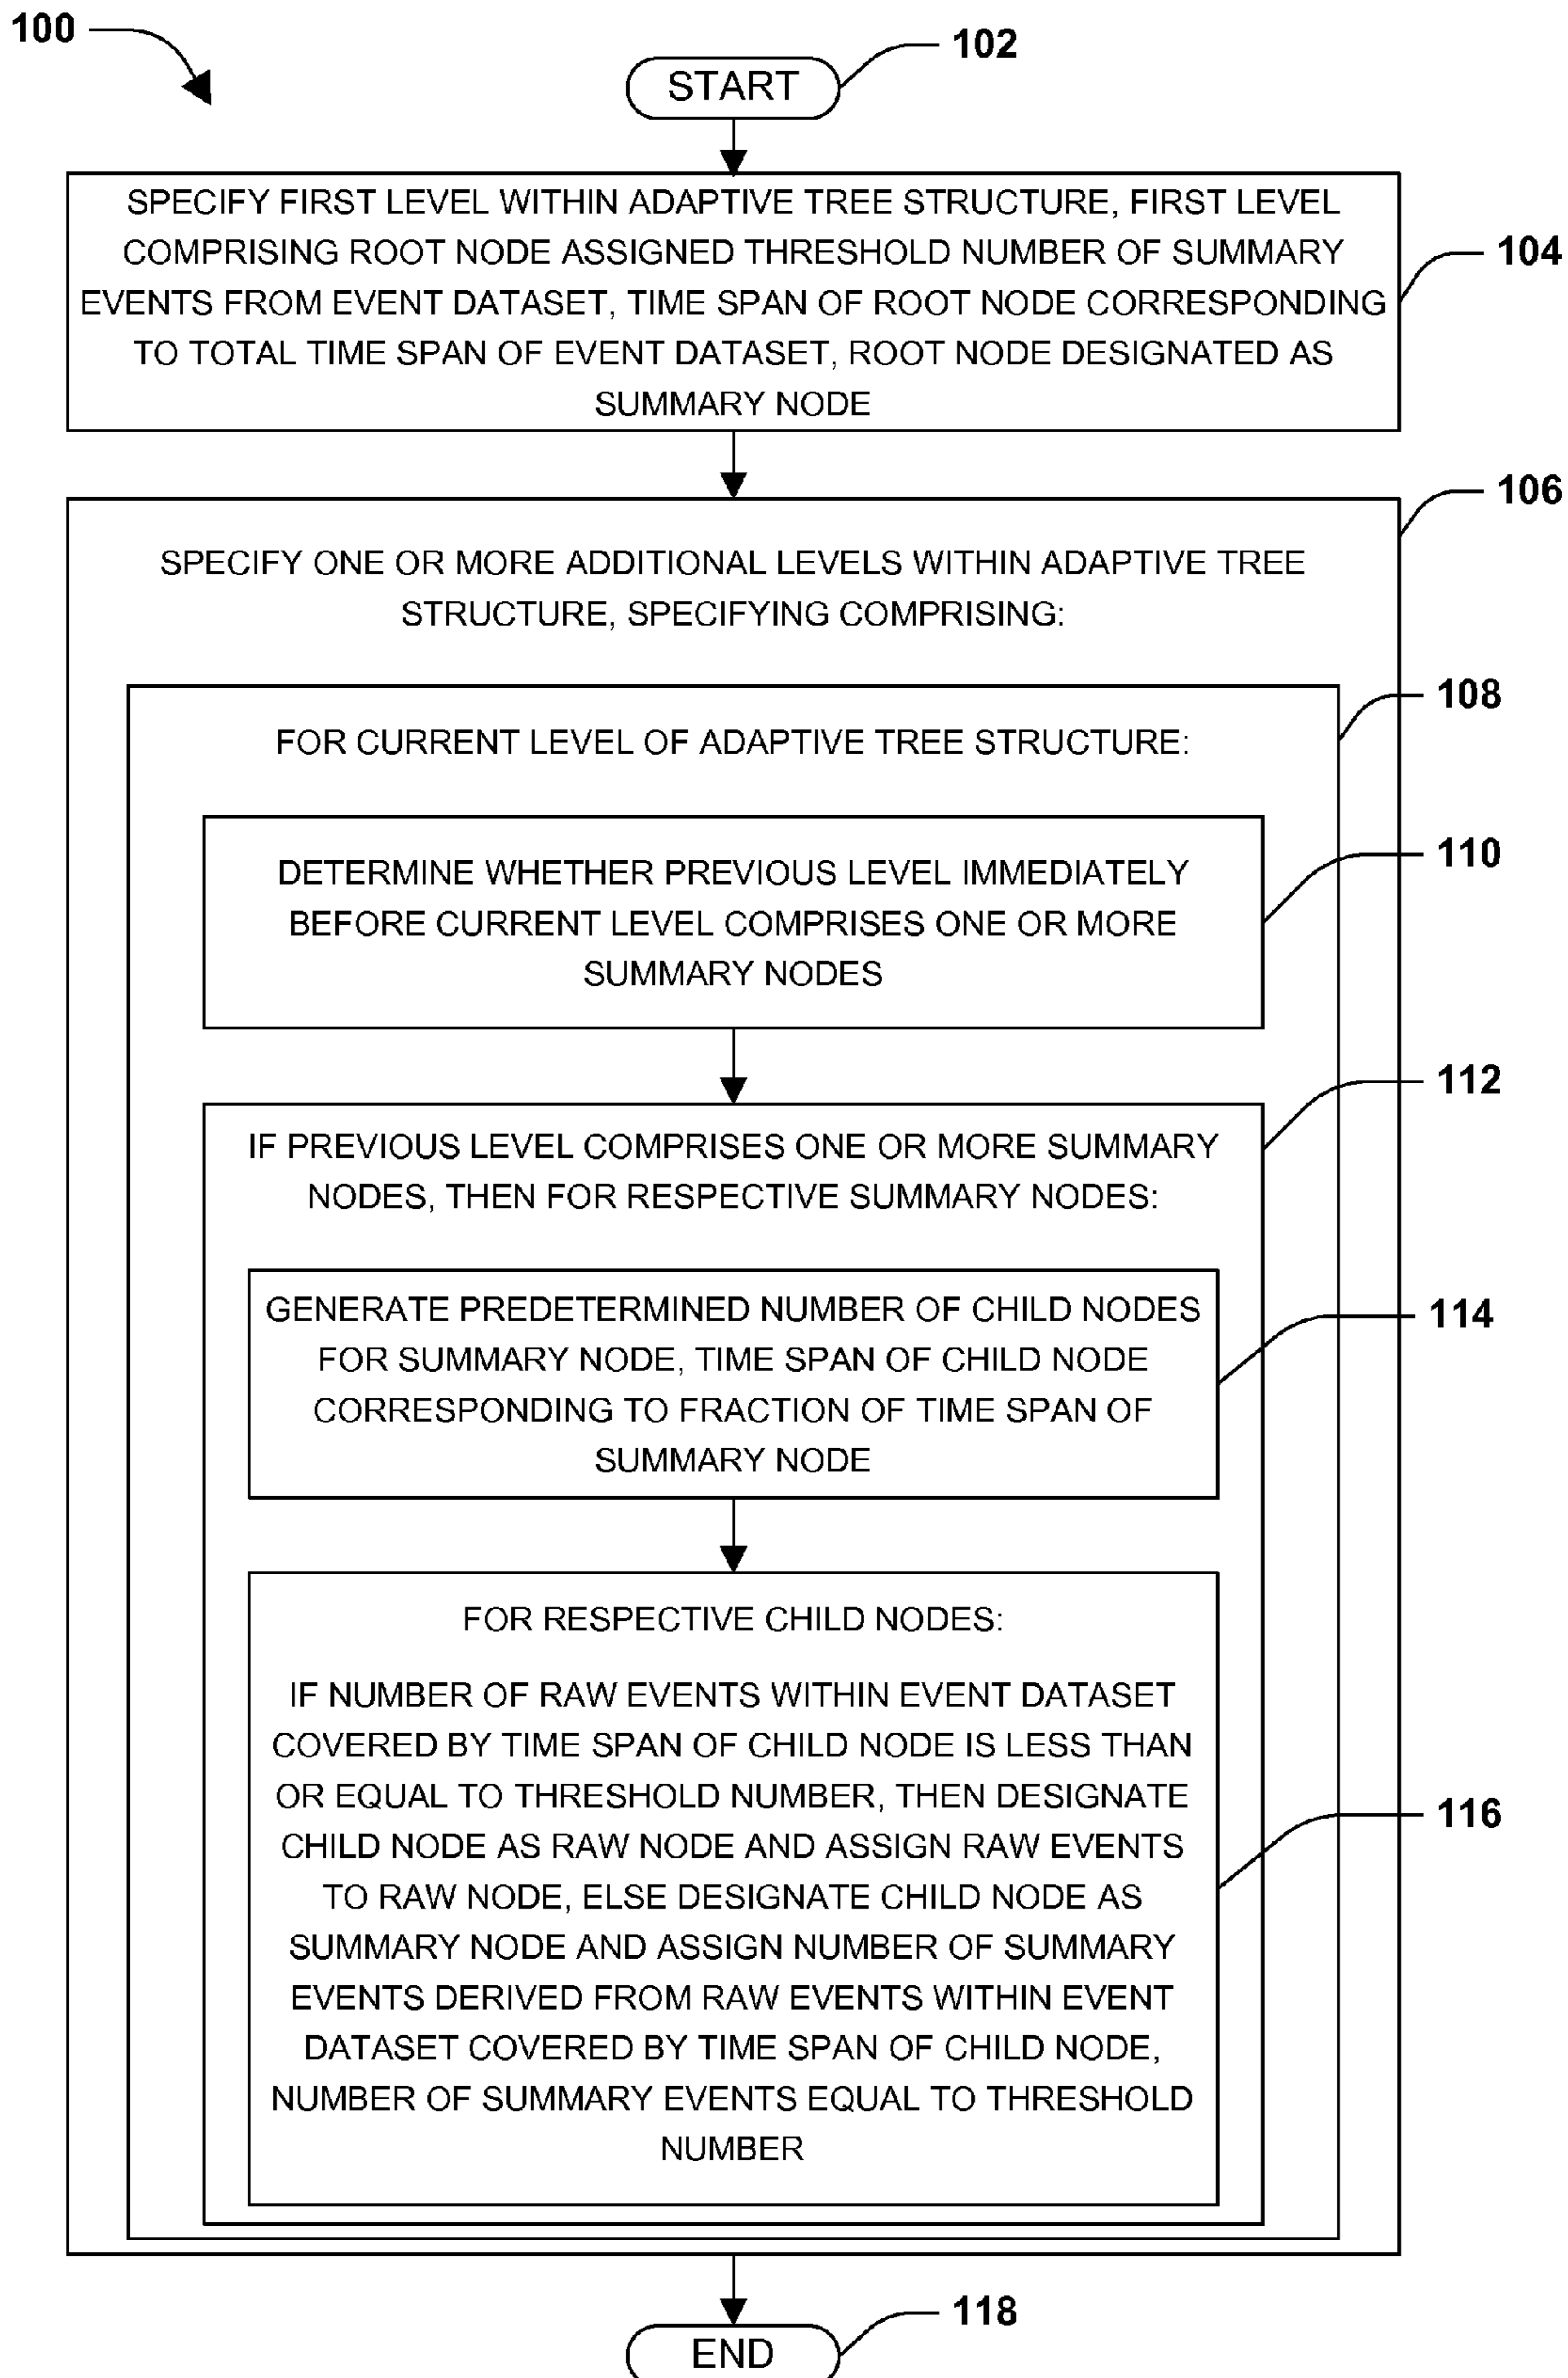 100
START
102
SPECIFY FIRST LEVEL WITHIN ADAPTIVE TREE STRUCTURE, FIRST LEVEL
COMPRISING ROOT NODE ASSIGNED THRESHOLD NUMBER OF SUMMARY
EVENTS FROM EVENT DATASET, TIME SPAN OF ROOT NODE CORRESPONDING
TO TOTAL TIME SPAN OF EVENT DATASET, ROOT NODE DESIGNATED AS
SUMMARY NODE
104
106
SPECIFY ONE OR MORE ADDITIONAL LEVELS WITHIN ADAPTIVE TREE
STRUCTURE, SPECIFYING COMPRISING:
108
FOR CURRENT LEVEL OF ADAPTIVE TREE STRUCTURE:
110
DETERMINE WHETHER PREVIOUS LEVEL IMMEDIATELY
BEFORE CURRENT LEVEL COMPRISES ONE OR MORE
SUMMARY NODES
112
IF PREVIOUS LEVEL COMPRISES ONE OR MORE SUMMARY
NODES, THEN FOR RESPECTIVE SUMMARY NODES:
GENERATE PREDETERMINED NUMBER OF CHILD NODES
FOR SUMMARY NODE, TIME SPAN OF CHILD NODE
CORRESPONDING TO FRACTION OF TIME SPAN OF
SUMMARY NODE
114
FOR RESPECTIVE CHILD NODES:
IF NUMBER OF RAW EVENTS WITHIN EVENT DATASET
COVERED BY TIME SPAN OF CHILD NODE IS LESS THAN
OR EQUAL TO THRESHOLD NUMBER, THEN DESIGNATE
CHILD NODE AS RAW NODE AND ASSIGN RAW EVENTS
TO RAW NODE, ELSE DESIGNATE CHILD NODE AS
SUMMARY NODE AND ASSIGN NUMBER OF SUMMARY
EVENTS DERIVED FROM RAW EVENTS WITHIN EVENT
DATASET COVERED BY TIME SPAN OF CHILD NODE,
NUMBER OF SUMMARY EVENTS EQUAL TO THRESHOLD
NUMBER
116
118
END